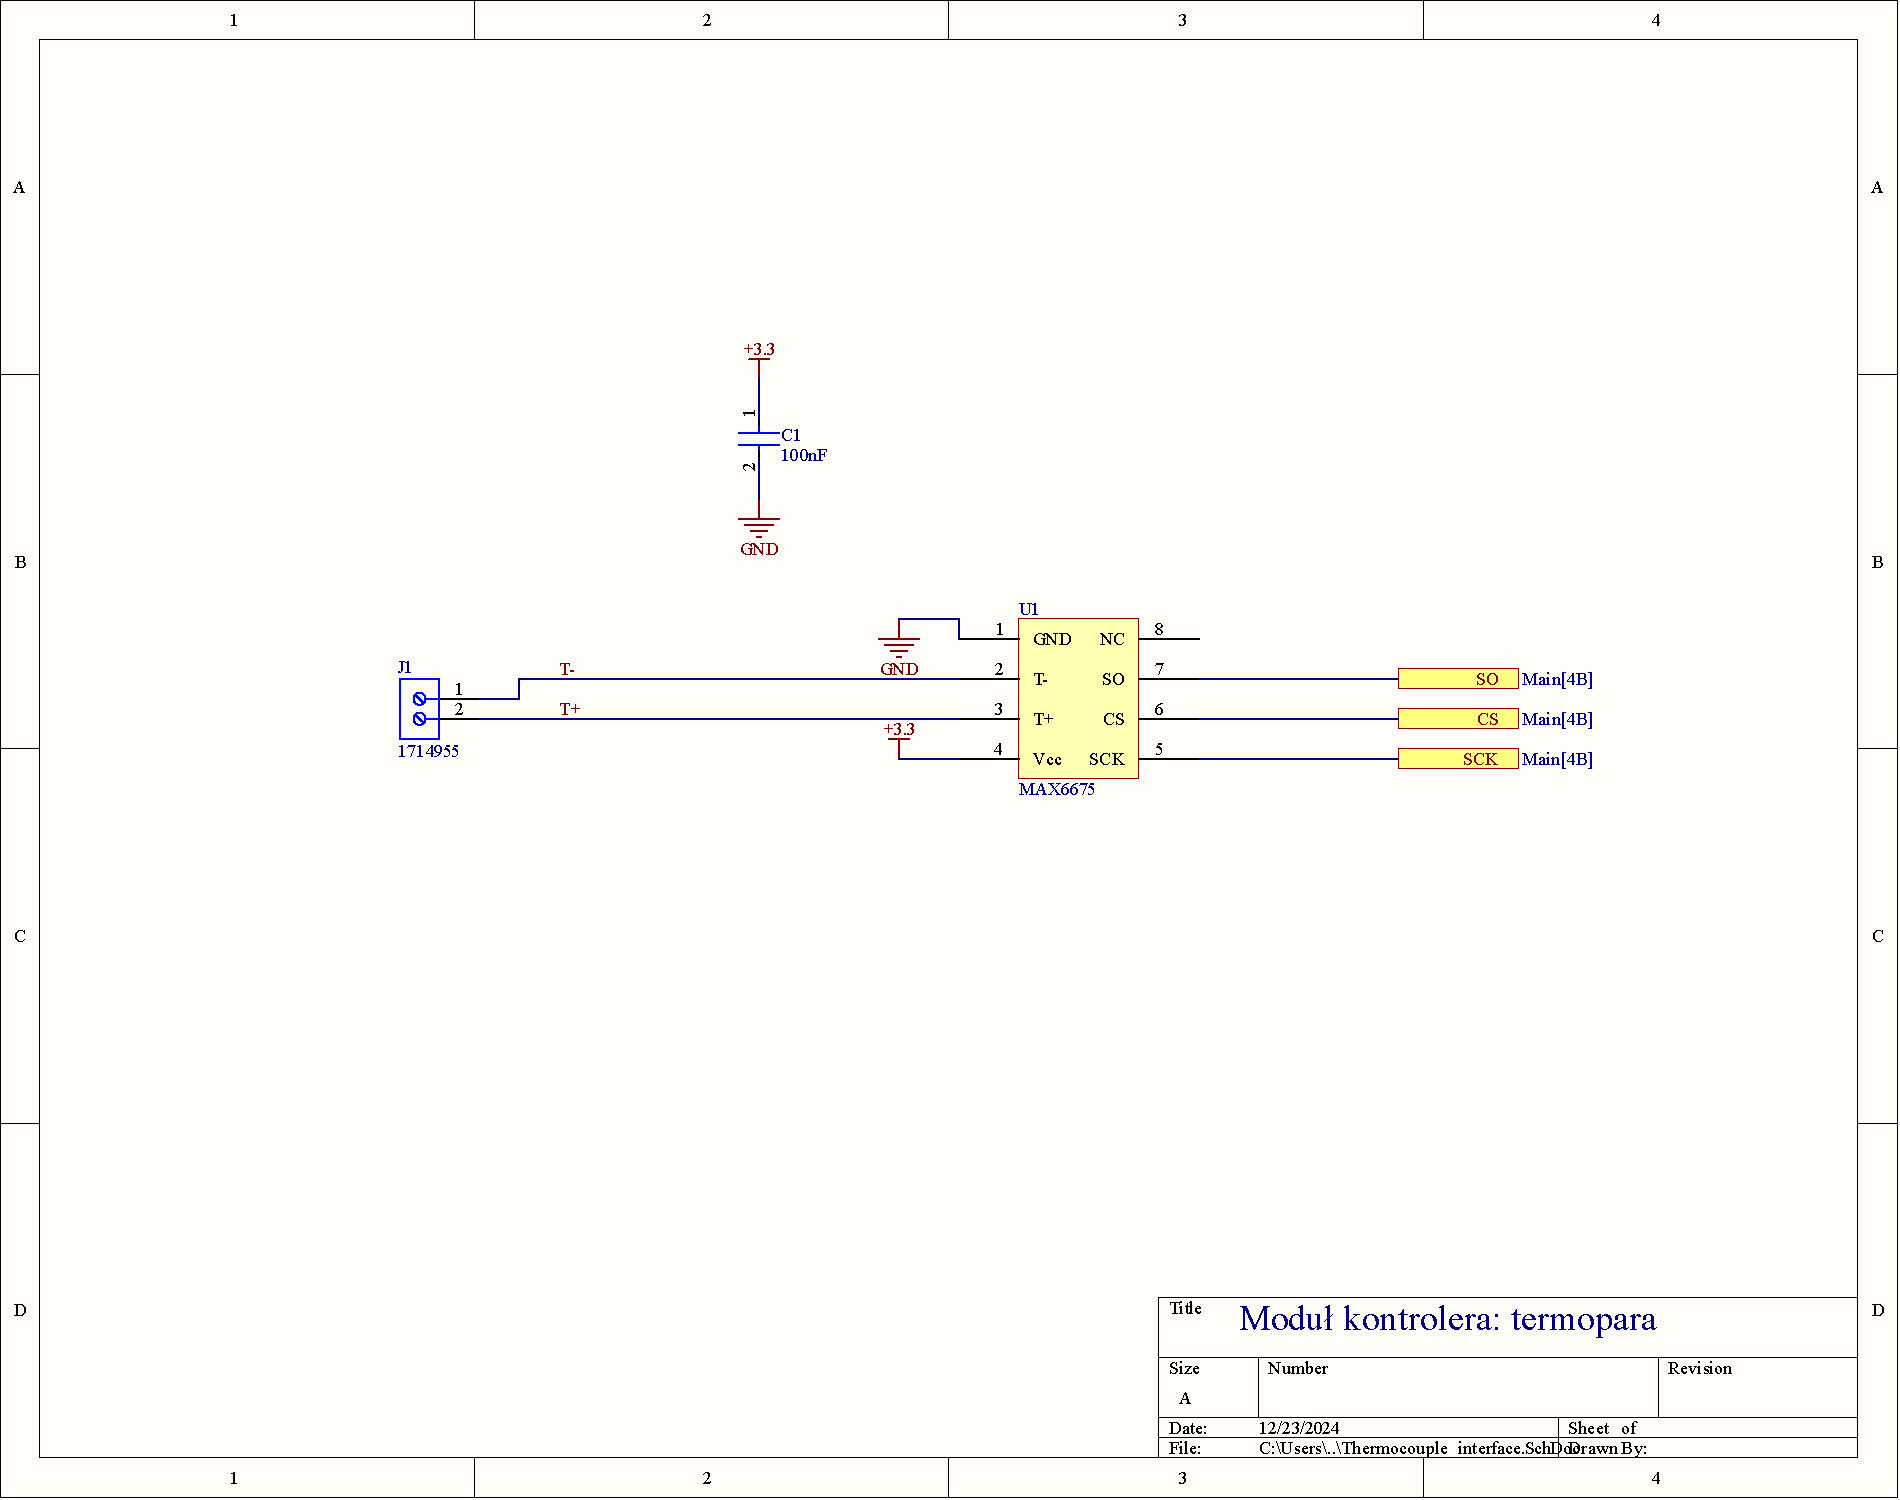 1 2 3 4
A A
+3.3
1
C1
100nF
2
GND
B B
U1
1 GND NC 8
GND
J1
1 T- 2 T- SO 7 SO Main[4B]
2 T+ 3 T+ CS 6 CS Main[4B]
+3.3
1714955 4 Vcc SCK 5 SCK Main[4B]
MAX6675
C C
D D
Title Moduł kontrolera: termopara
Size Number Revision
A
Date: 12/23/2024 Sheet of
File: C:\Users\..\Thermocouple interface.SchDoc Drawn By:
1 2 3 4